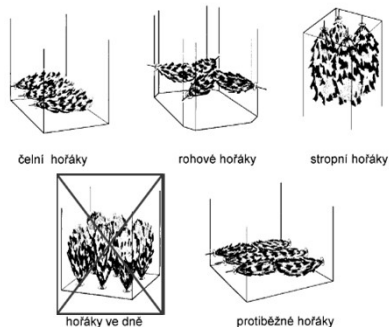 čelní hořáky
rohové hořáky
stropní hořáky
hořáky ve dně
protiběžné hořáky